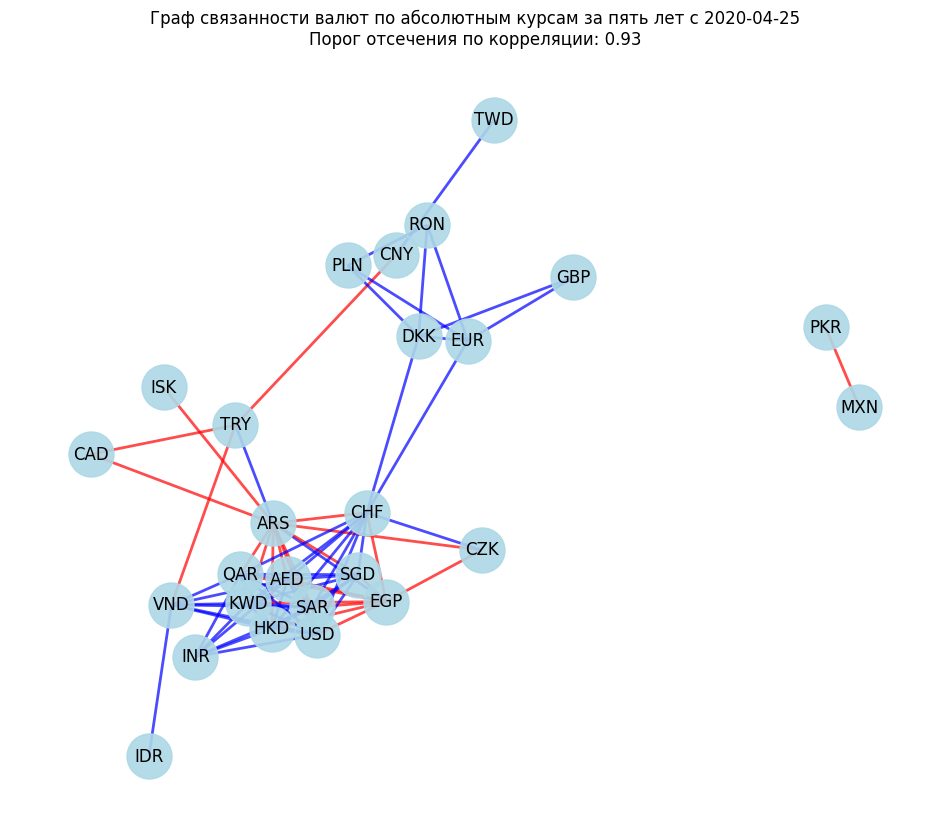 Граф связанности валют по абсолютным курсам за пять лет с 2020-04-25
Порог отсечения по корреляции: 0.93
TWD
RON
CNY
PLN
GBP
PKR
DKK
EUR
ISK
MXN
TRY
CAD
CHF
ARS
CZK
QAR
AED
SGD
VND
KWD
SAR
EGP
HKD
USD
INR
IDR